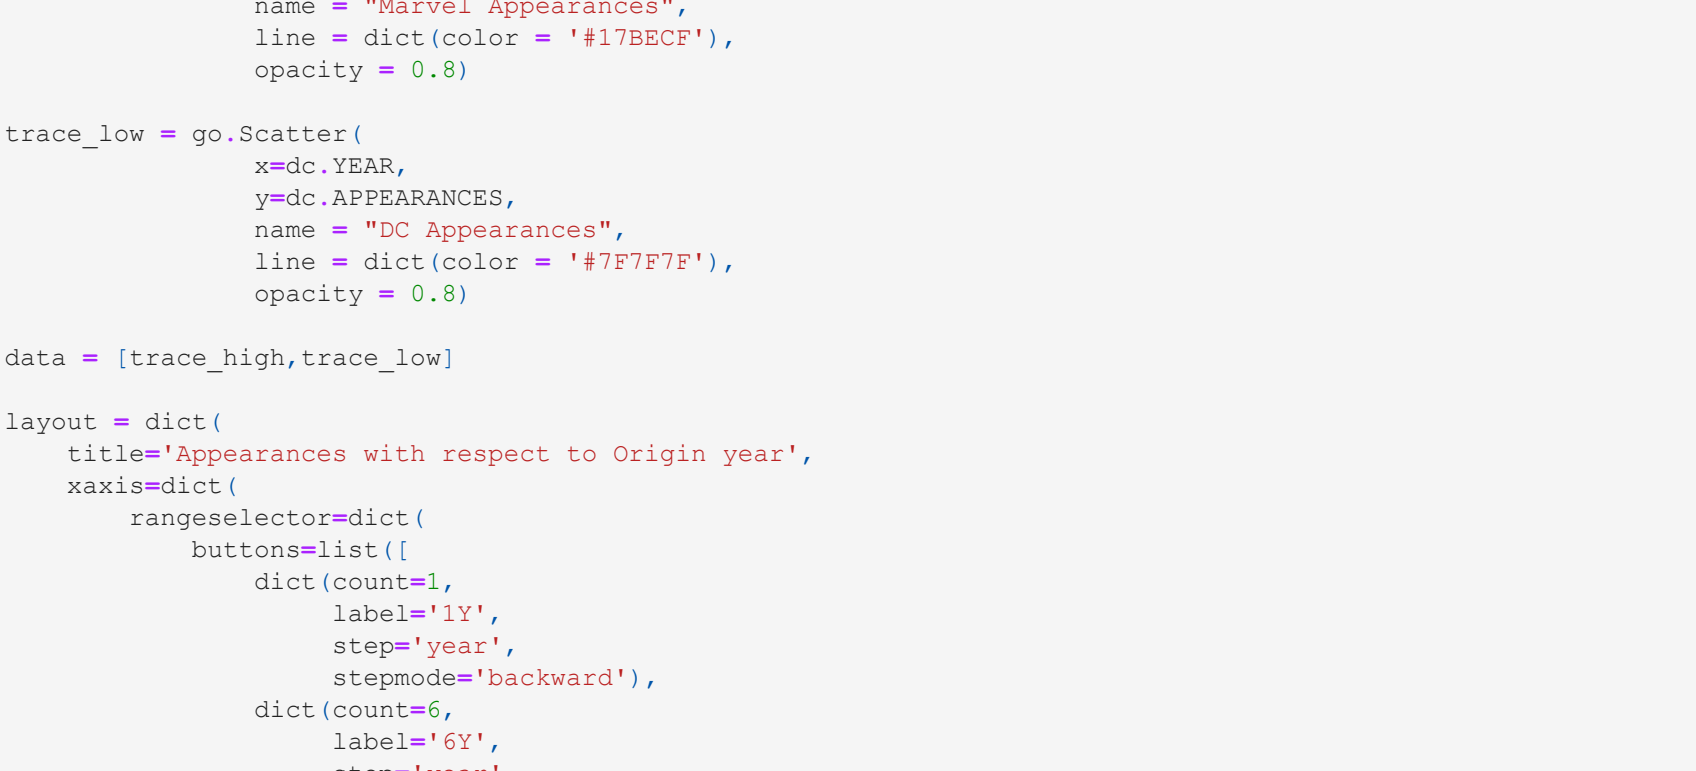 name = "Marvel Appearances",
line = dict(color = '#17BECF'),
opacity = 0.8)
trace_low = go.Scatter(
x=dc.YEAR,
y=dc.APPEARANCES,
name = "DC Appearances",
line = dict(color = '#7F7F7F'),
opacity = 0.8)
data = [trace_high,trace_low]
layout = dict(
title='Appearances with respect to Origin year',
xaxis=dict(
rangeselector=dict(
buttons=list([
dict(count=1,
label='1Y',
step='year',
stepmode='backward'),
dict(count=6,
label='6Y',
step='year',